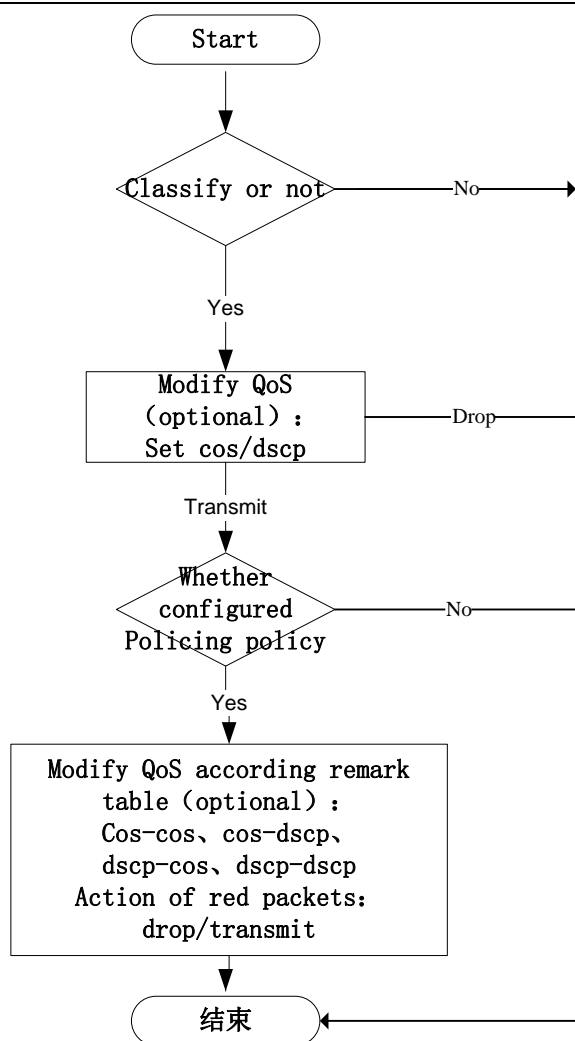 Start
Classify or not
No
Yes
Modify QoS
（optional）：
Set cos/dscp
Drop
Transmit
Whether
configured
Policing policy
No
Yes
Modify QoS according remark
table（optional）：
Cos-cos、cos-dscp、
dscp-cos、dscp-dscp
Action of red packets：
drop/transmit
结束